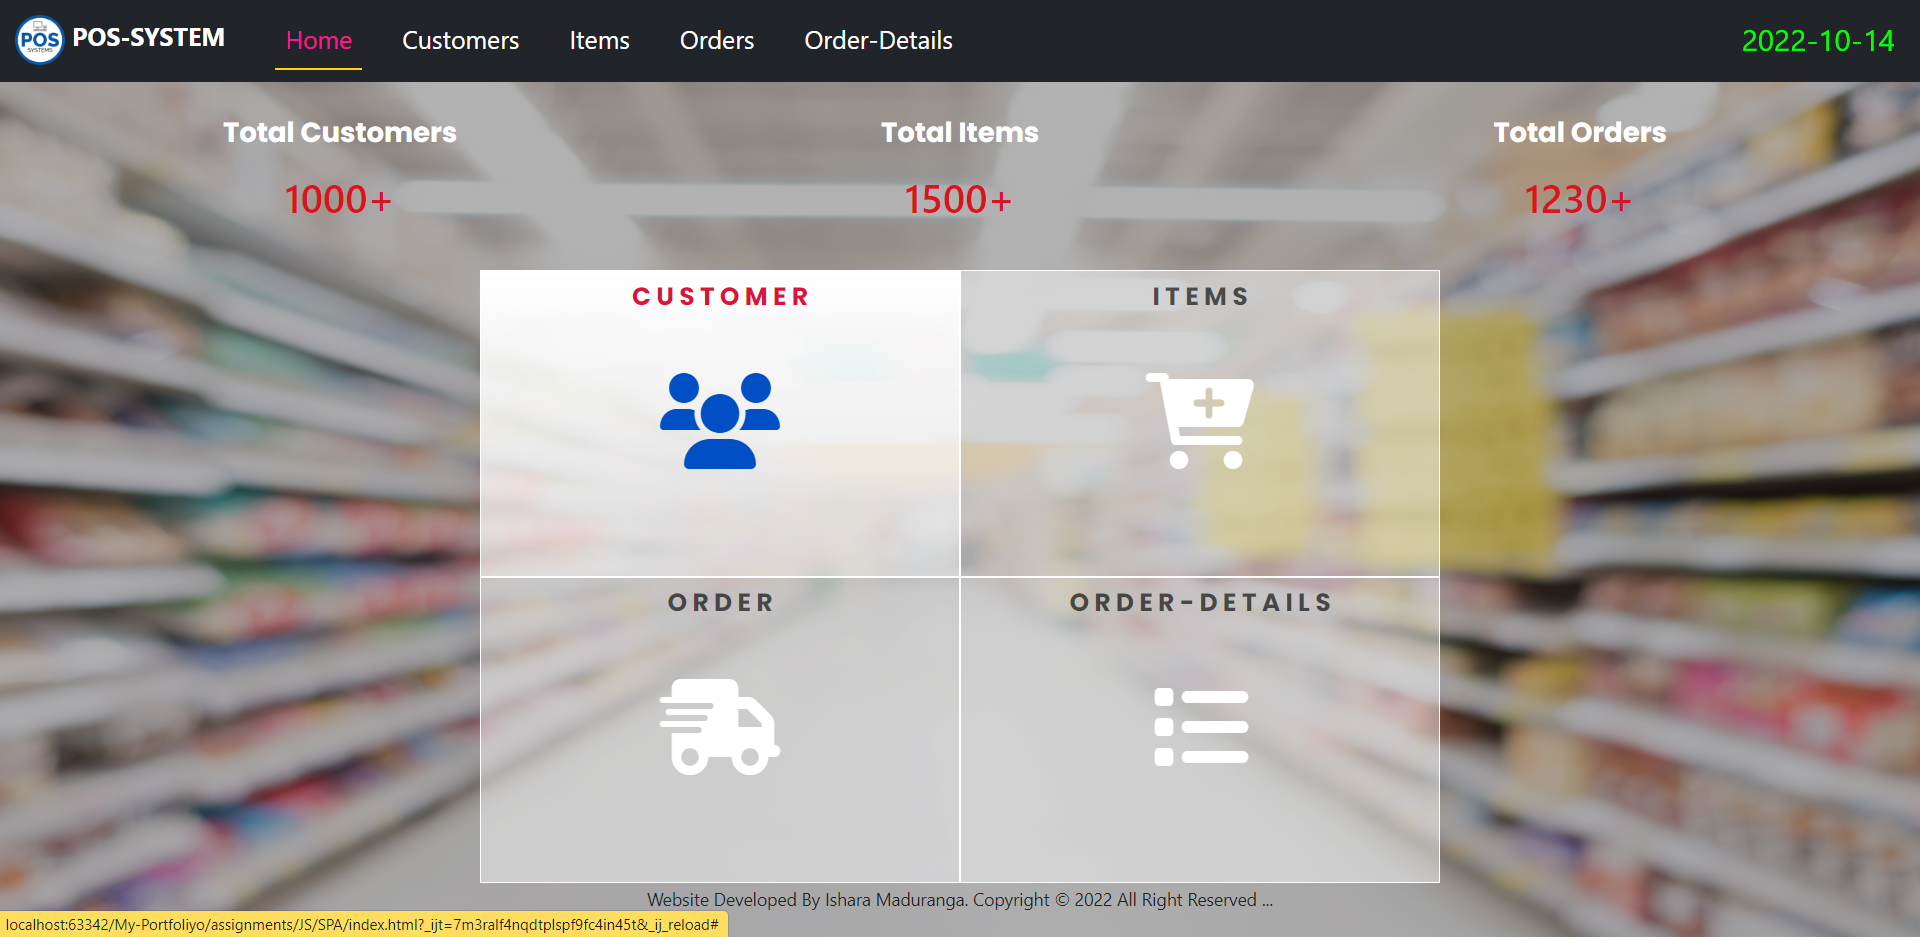 POS
SYSTEMS
POS-SYSTEM
Home
Customers
Items
Orders
Order-Details
2022-10-14
Total Customers
Total Items
Total Orders
1000+
1500+
1230+
CUSTOMER
ITEMS
ORDER
ORDER-DETAILS
Website Developed By Ishara Maduranga. Copyright © 2022 All Right Reserved ...
localhost:63342/My-Portfoliyo/assignments/JS/SPA/index.html?_ijt=7m3ralf4nqdtplspf9fc4in45t&_ij_reload#